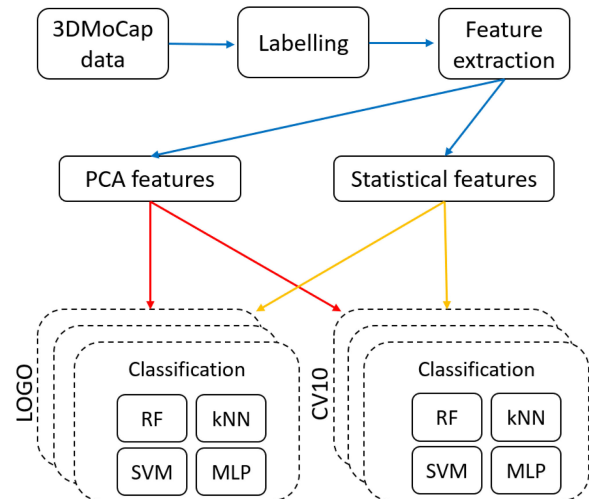 3DMoCap
data
Labelling
Feature
extraction
PCA features
Statistical features
LOGO
Classification
RF
kNN
SVM
MLP
CV10
Classification
RF
kNN
SVM
MLP